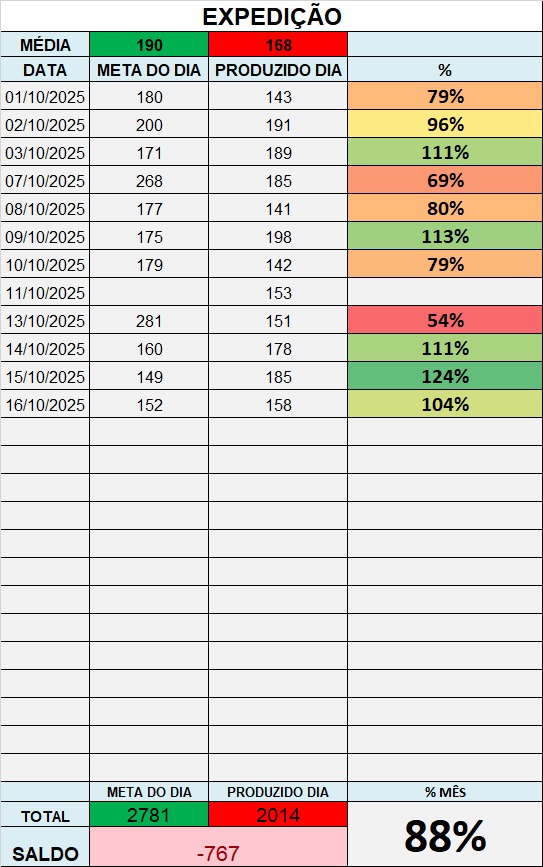 EXPEDIÇÃO
MÉDIA 190 168
DATA META DO DIA PRODUZIDO DIA %
01/10/2025 180 143 79%
02/10/2025 200 191 96%
03/10/2025 171 189 111%
07/10/2025 268 185 69%
08/10/2025 177 141 80%
09/10/2025 175 198 113%
10/10/2025 179 142 79%
11/10/2025 153
13/10/2025 281 151 54%
14/10/2025 160 178 111%
15/10/2025 149 185 124%
16/10/2025 152 158 104%
META DO DIA PRODUZIDO DIA % MÊS
TOTAL 2781 2014 88%
SALDO -767